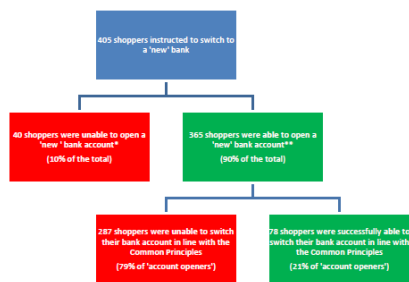 405 shoppers instructed to switch to
a 'new' bank
40 shoppers were unable to open a
'new ' bank account*
(10% of the total)
365 shoppers were able to open a
'new' bank account**
(90% of the total)
287 shoppers were unable to switch
their bank account in line with the
Common Principles
(79% of 'account openers')
78 shoppers were successfully able to
switch their bank account in line with
the Common Principles
(21% of 'account openers')